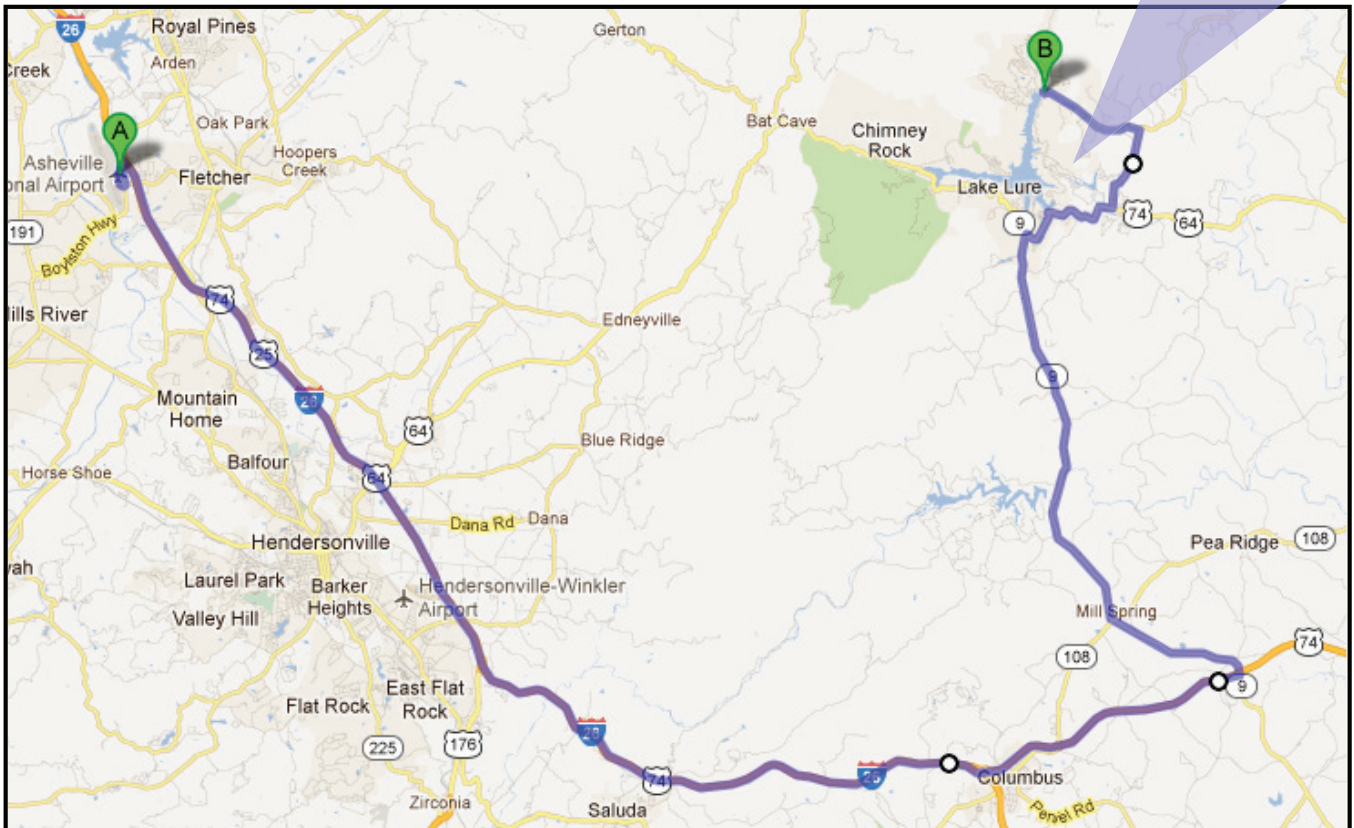 26
Royal Pines
Arden
Creek
Gerton
B
A
Oak Park
Bat Cave
Chimney
Rock
Hoopers
Creek
Asheville
onal Airport
Fletcher
Lake Lure
191
Boylston Hwy
9
74
64
74
ills River
Edneyville
25
9
Mountain
Home
26
64
Blue Ridge
Balfour
Horse Shoe
64
Dana Rd
Dana
Hendersonville
Pea Ridge
108
vah
Laurel Park
Barker
Heights
Hendersonville-Winkler
Airport
Valley Hill
Mill Spring
74
108
East Flat
Rock
9
Flat Rock
26
225
176
74
26
Columbus
Zirconia
Saluda
Peniel Rd